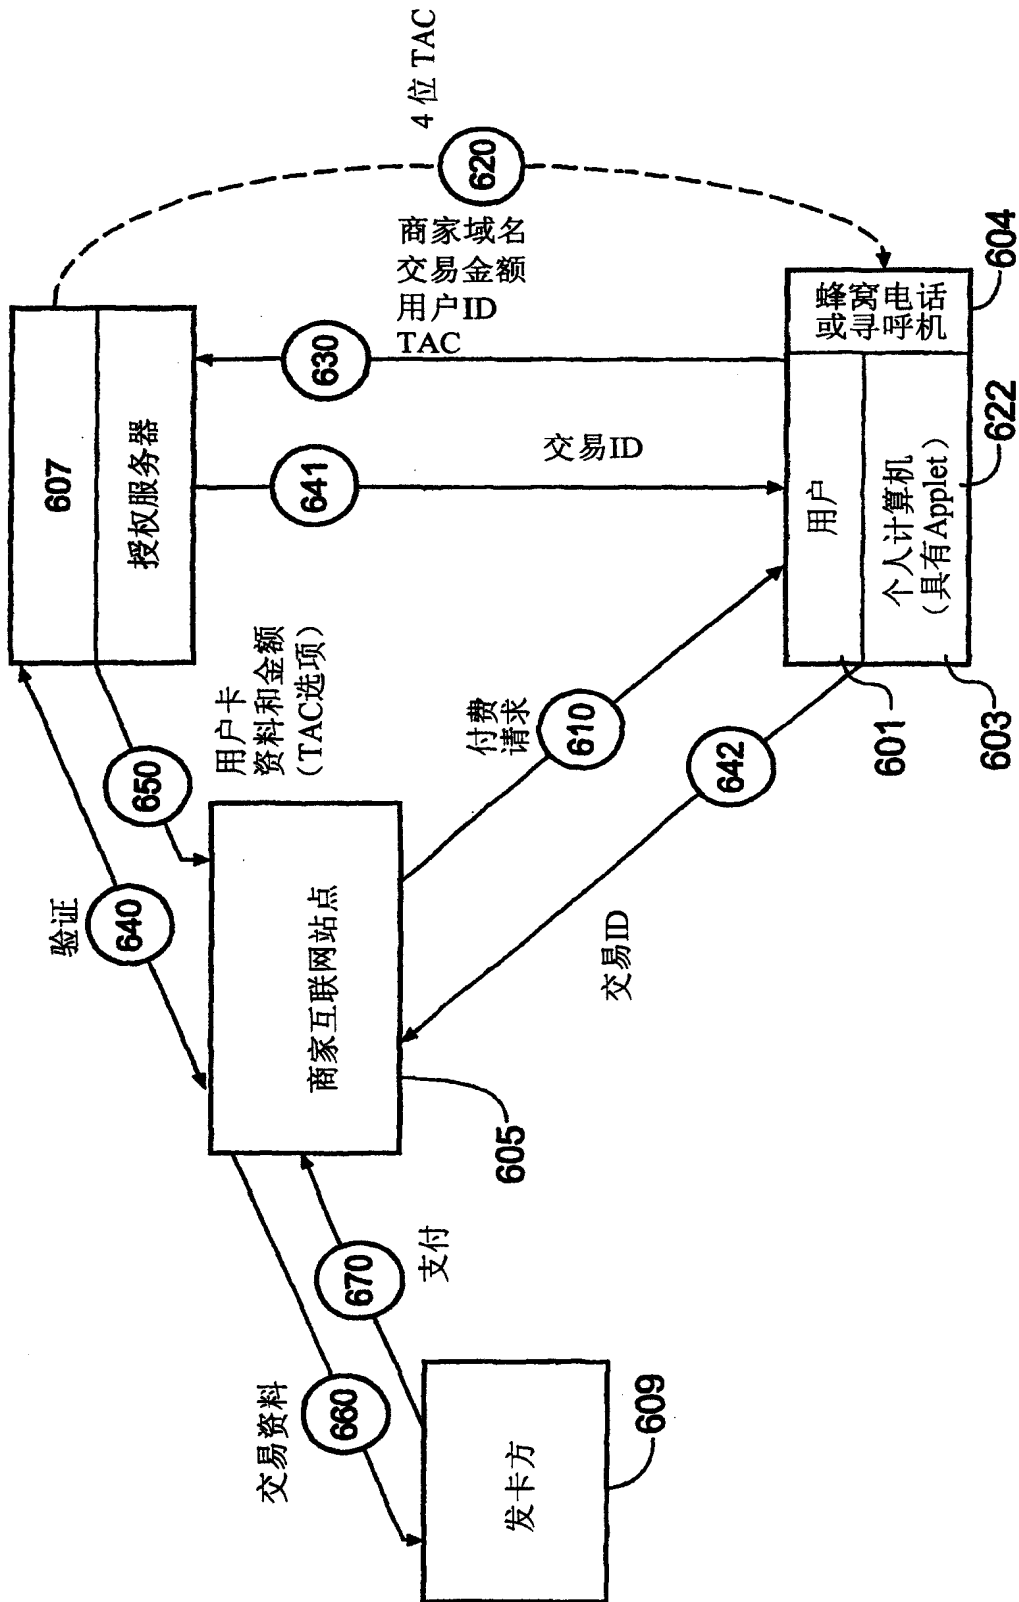 4 位 TAC
620
商家域名
交易金额
用户ID
TAC
630
641
交易ID
607
授权服务器
蜂窝电话
或寻呼机
604
用户
个人计算机
(具有Applet)
622
601
603
用户卡
资料和金额
(TAC选项)
650
付费
请求
610
642
交易ID
验证
640
商家互联网站点
605
支付
670
交易资料
660
发卡方
609